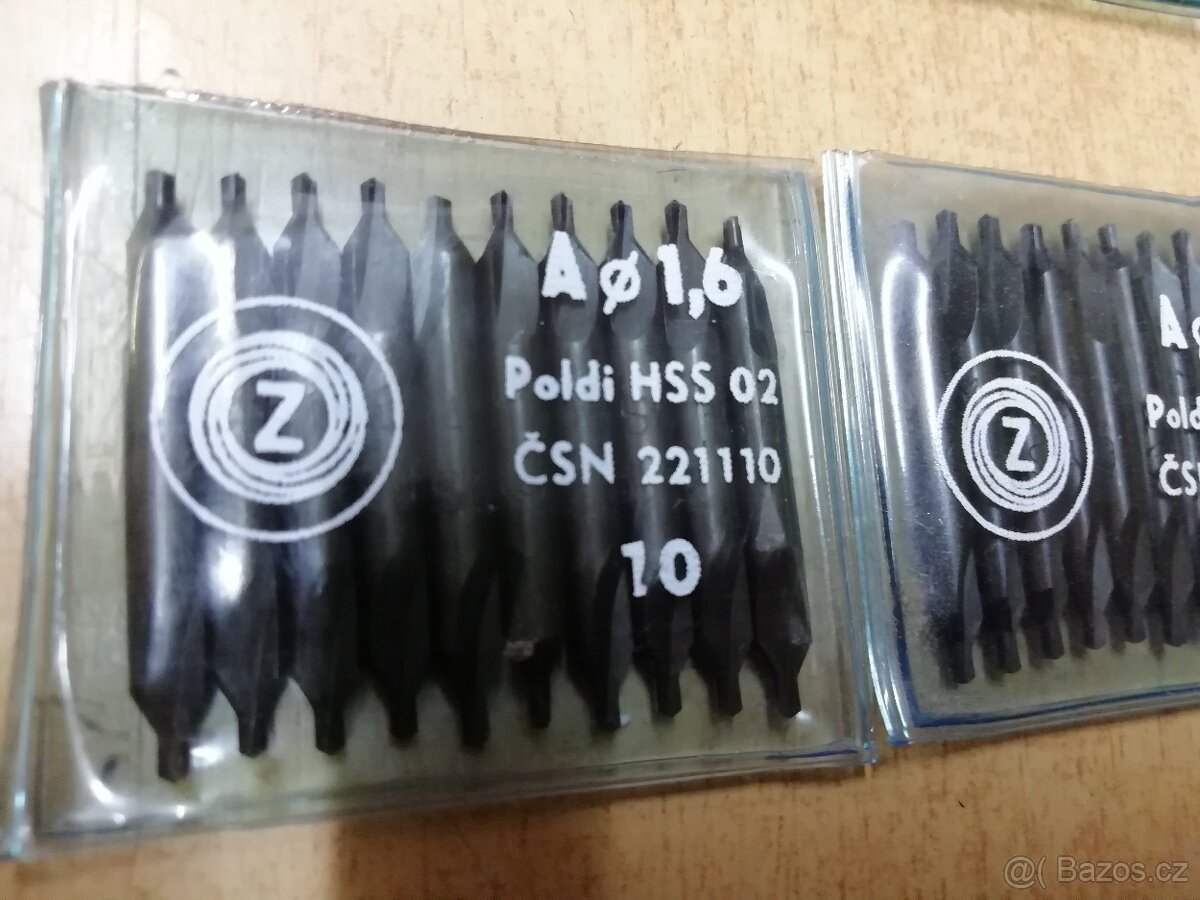 A ø 1,6
Poldi HSS 02
ČSN 221110
10
Z
A ø
Z
@( Bazos.cz